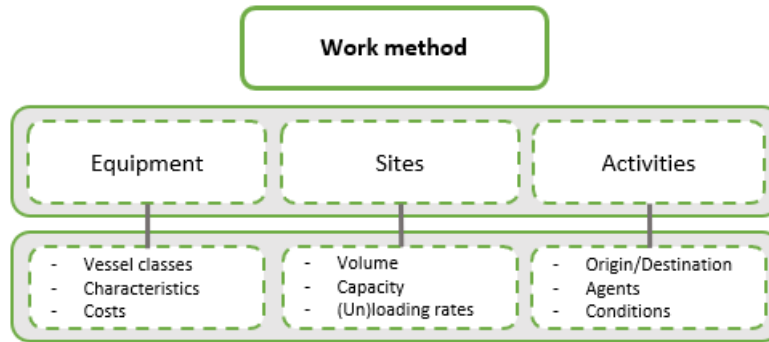 Work method
Equipment
Sites
Activities
- Vessel classes
- Characteristics
- Costs
- Volume
- Capacity
- (Un)loading rates
- Origin/Destination
- Agents
- Conditions